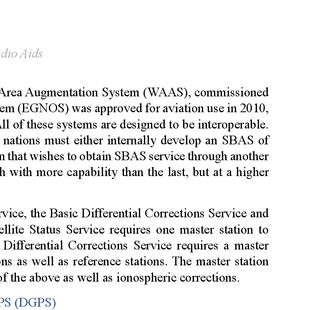 dio Aids
Area Augmentation System (WAAS), commissioned
em (EGNOS) was approved for aviation use in 2010,
All of these systems are designed to be interoperable.
nations must either internally develop an SBAS of
n that wishes to obtain SBAS service through another
h with more capability than the last, but at a higher
rvice, the Basic Differential Corrections Service and
ellite Status Service requires one master station to
Differential Corrections Service requires a master
ons as well as reference stations. The master station
of the above as well as ionospheric corrections.
PS (DGPS)